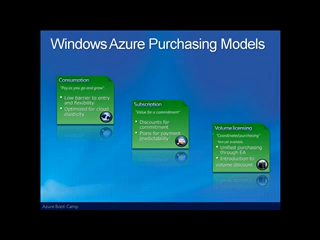 Windows Azure Purchasing Models
Consumption
"Pay as you go and grow"
• Low barrier to entry
and flexibility
• Optimized for cloud
elasticity
Subscription
"Value for a commitment"
• Discounts for
commitment
• Plans for payment
predictability
Volume licensing
"Coordinated purchasing"
• Unified purchasing
through EA
• Introduction to
volume discount
Azure Boot Camp